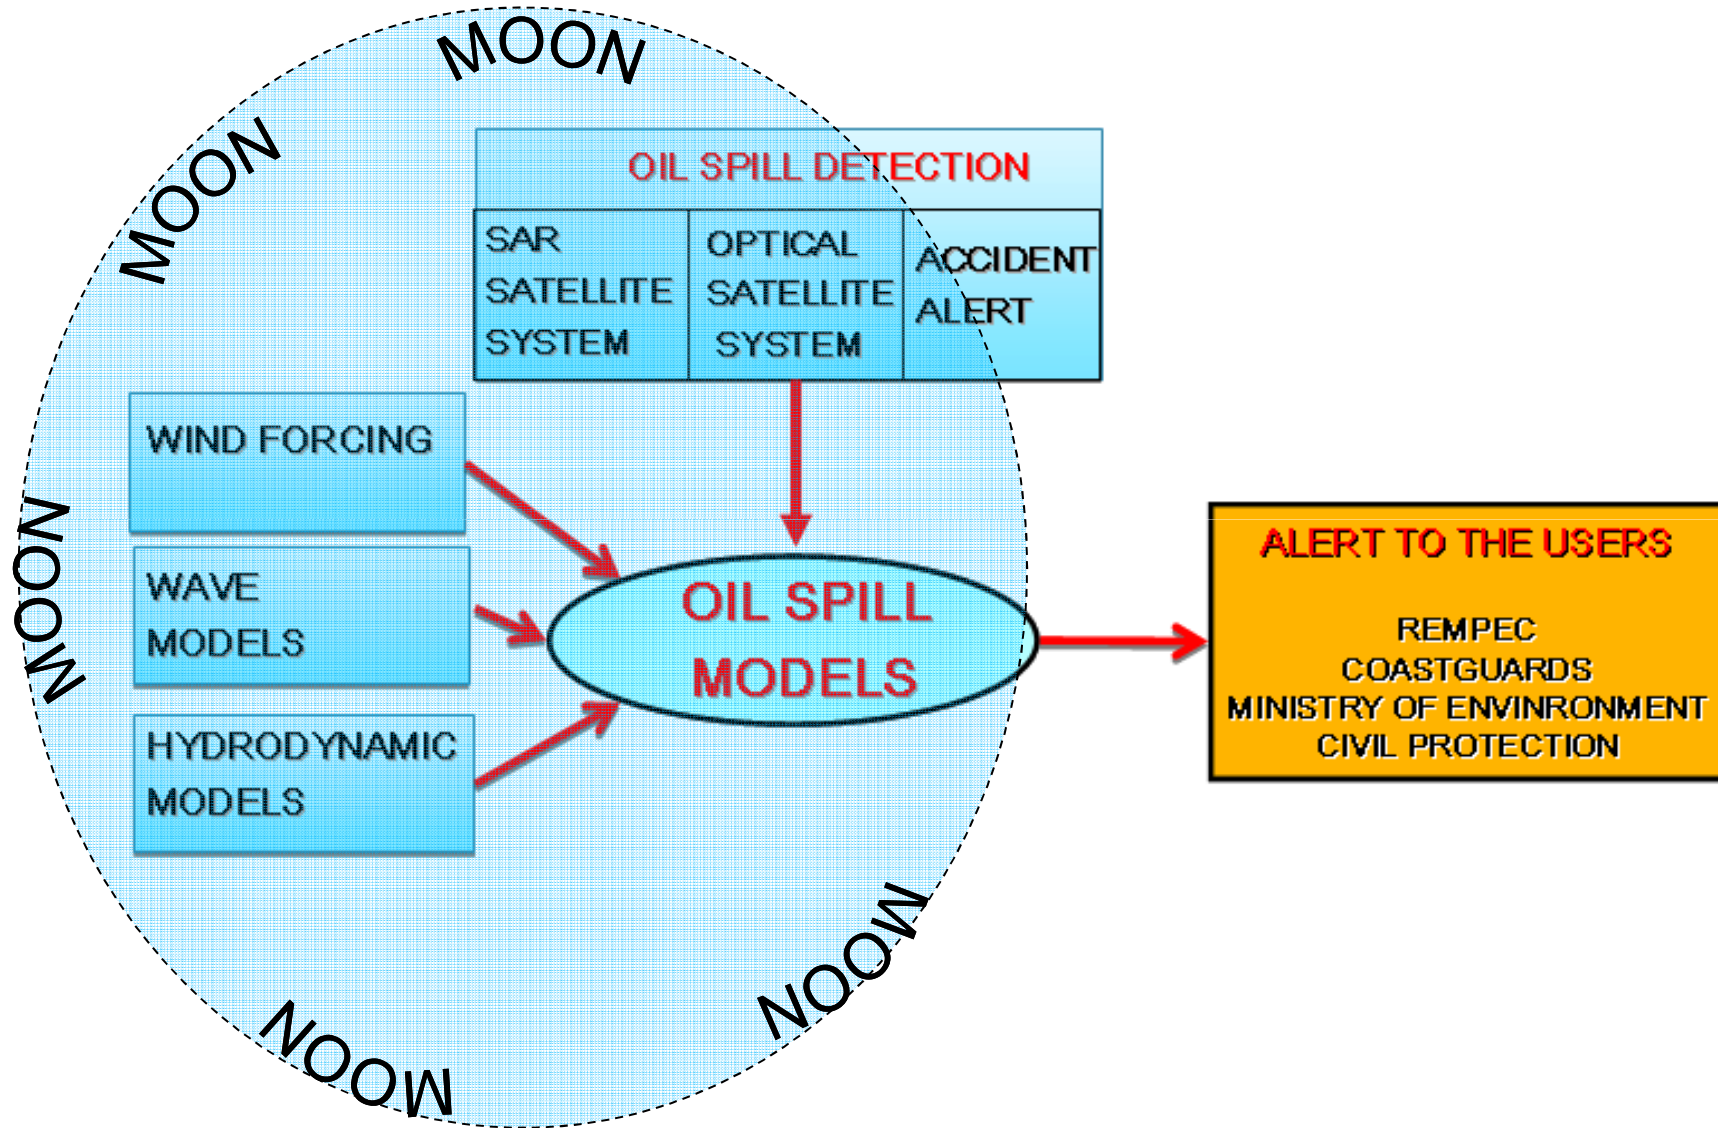 MOON
MOON
OIL SPILL DETECTION
SAR
SATELLITE
SYSTEM
OPTICAL
SATELLITE
SYSTEM
ACCIDENT
ALERT
WIND FORCING
WAVE
MODELS
HYDRODYNAMIC
MODELS
MOON
OIL SPILL
MODELS
ALERT TO THE USERS
REMPEC
COASTGUARDS
MINISTRY OF ENVINRONMENT
CIVIL PROTECTION
MOON
MOON